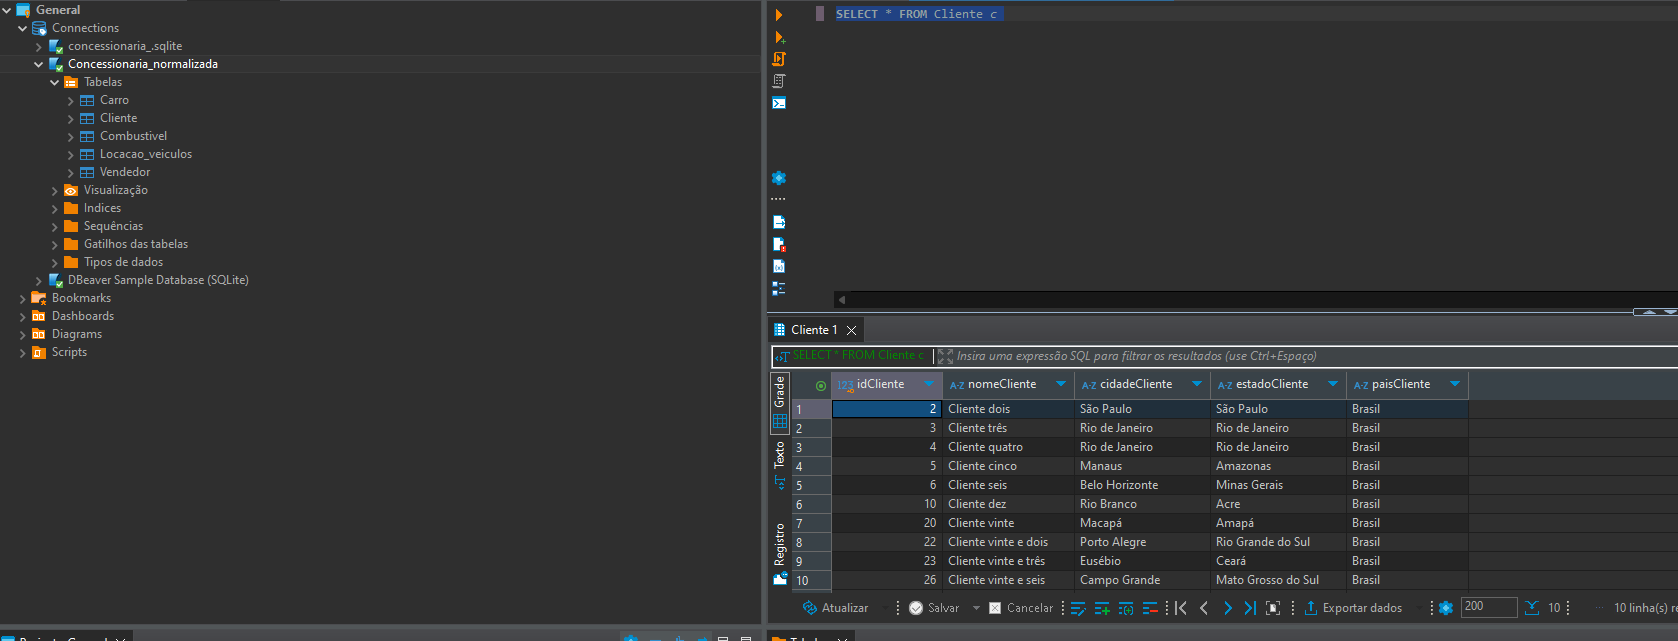 General
Connections
concessionaria_.sqlite
Concessionaria_normalizada
Tabelas
Carro
Cliente
Combustivel
Locacao_veiculos
Vendedor
Visualização
Indices
Sequências
Gatilhos das tabelas
Tipos de dados
DBeaver Sample Database (SQLite)
Bookmarks
Dashboards
Diagrams
Scripts
SELECT * FROM Cliente c
Cliente 1
SELECT * FROM Cliente c Insira uma expressão SQL para filtrar os resultados (use Ctrl+Espaço)
Grade
Texto
Registro
123 idCliente A-Z nomeCliente A-Z cidadeCliente A-Z estadoCliente A-Z paisCliente
1 2 Cliente dois São Paulo São Paulo Brasil
2 3 Cliente três Rio de Janeiro Rio de Janeiro Brasil
3 4 Cliente quatro Rio de Janeiro Rio de Janeiro Brasil
4 5 Cliente cinco Manaus Amazonas Brasil
5 6 Cliente seis Belo Horizonte Minas Gerais Brasil
6 10 Cliente dez Rio Branco Acre Brasil
7 20 Cliente vinte Macapá Amapá Brasil
8 22 Cliente vinte e dois Porto Alegre Rio Grande do Sul Brasil
9 23 Cliente vinte e três Eusébio Ceará Brasil
10 26 Cliente vinte e seis Campo Grande Mato Grosso do Sul Brasil
Atualizar Salvar Cancelar Exportar dados 200 10 10 linha(s) re